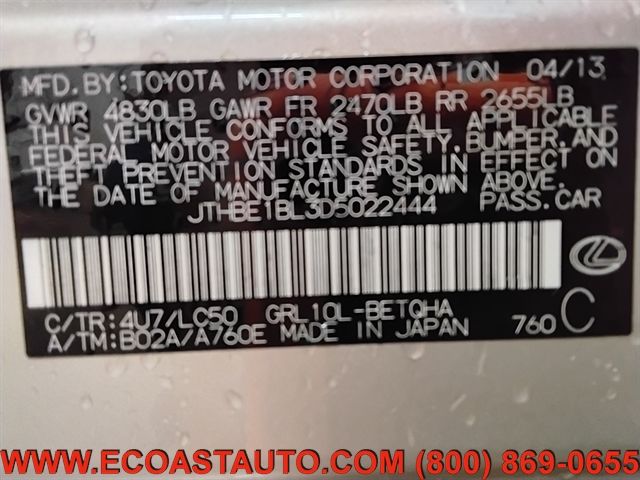 MFD. BY: TOYOTA MOTOR CORPORATION 04/13
GVWR 4830LB GAWR FR 2470LB RR 2655LB
THIS VEHICLE CONFORMS TO ALL APPLICABLE
FEDERAL MOTOR VEHICLE SAFETY, BUMPER, AND
THEFT PREVENTION STANDARDS IN EFFECT ON
THE DATE OF MANUFACTURE SHOWN ABOVE.
JTHBE1BL3D5022444 PASS. CAR
C/TR: 4U7/LC50 GRL10L-BETQHA
A/TM: B02A/A760E MADE IN JAPAN 760 C
WWW.ECOASTAUTO.COM (800) 869-0655